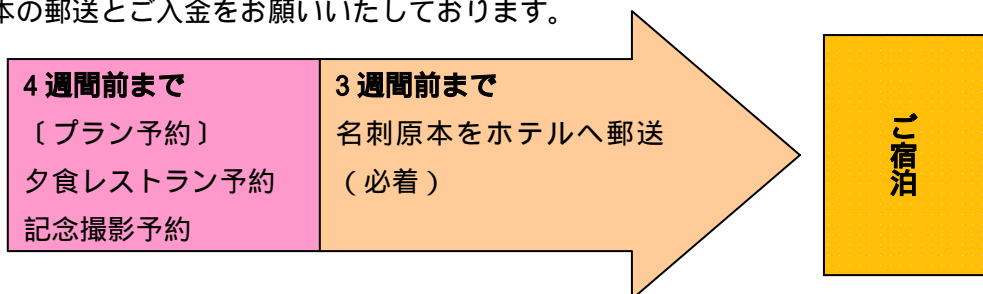 本の郵送とご入金をお願いいたしております。
4 週間前まで
〔プラン予約〕
夕食レストラン予約
記念撮影予約
3 週間前まで
名刺原本をホテルへ郵送
（必着）
ご宿泊